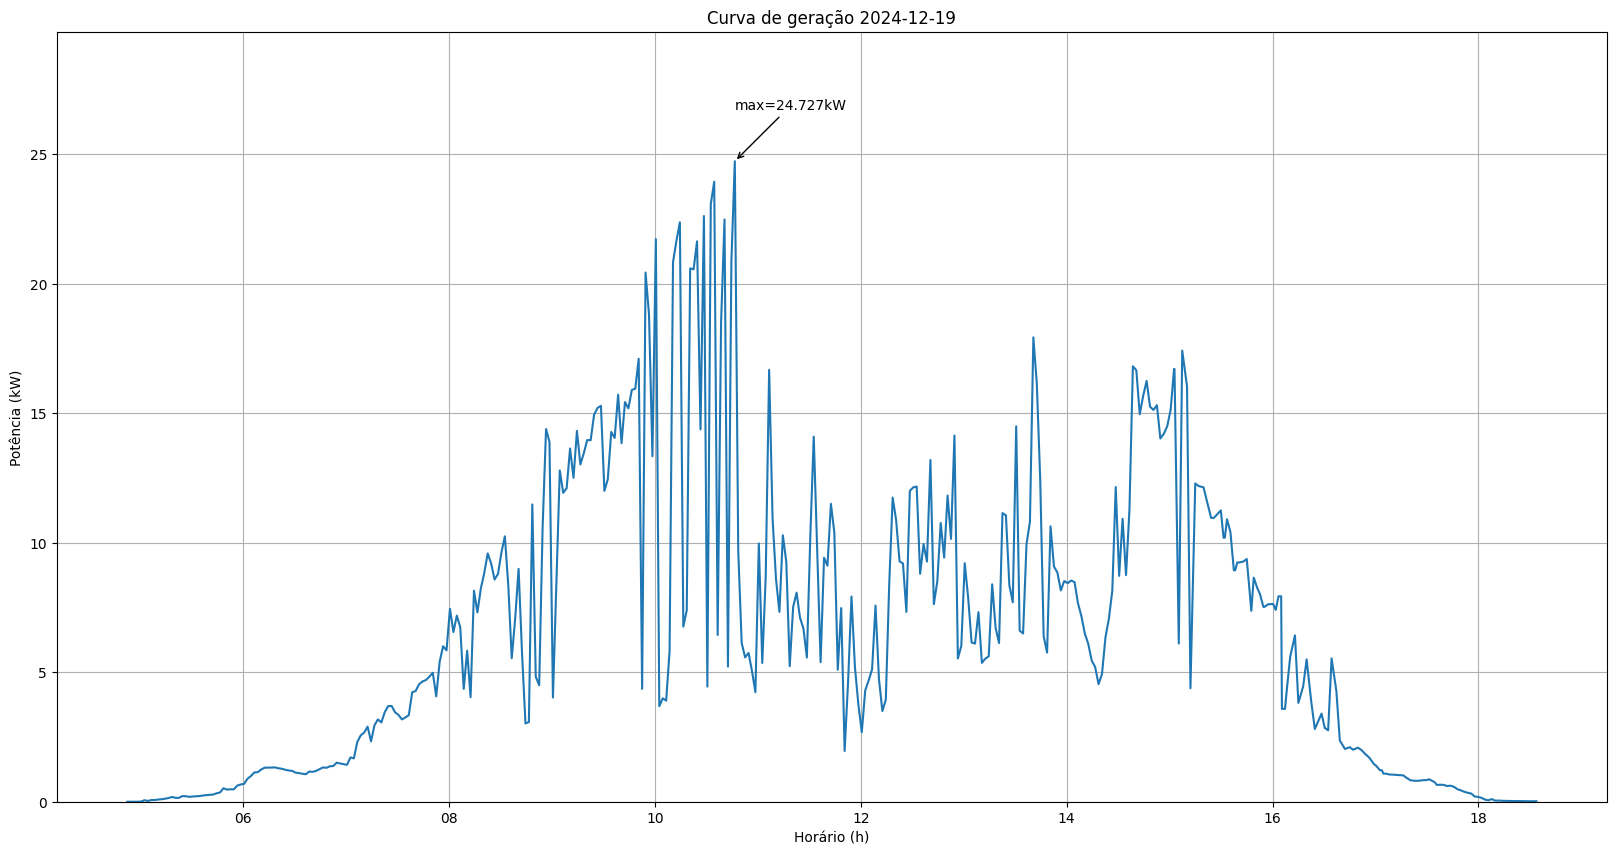 Curva de geração 2024-12-19
max=24.727kW
Potência (kW)
25
20
15
10
5
0
06 08 10 12 14 16 18
Horário (h)